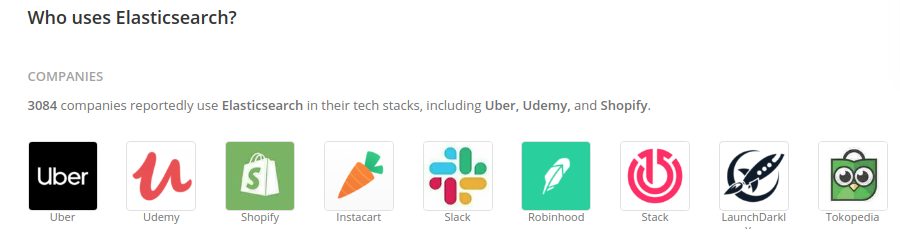 Who uses Elasticsearch?
COMPANIES
3084 companies reportedly use Elasticsearch in their tech stacks, including Uber, Udemy, and Shopify.
Uber
Uber Udemy Shopify Instacart Slack Robinhood Stack LaunchDarkl Tokopedia
y